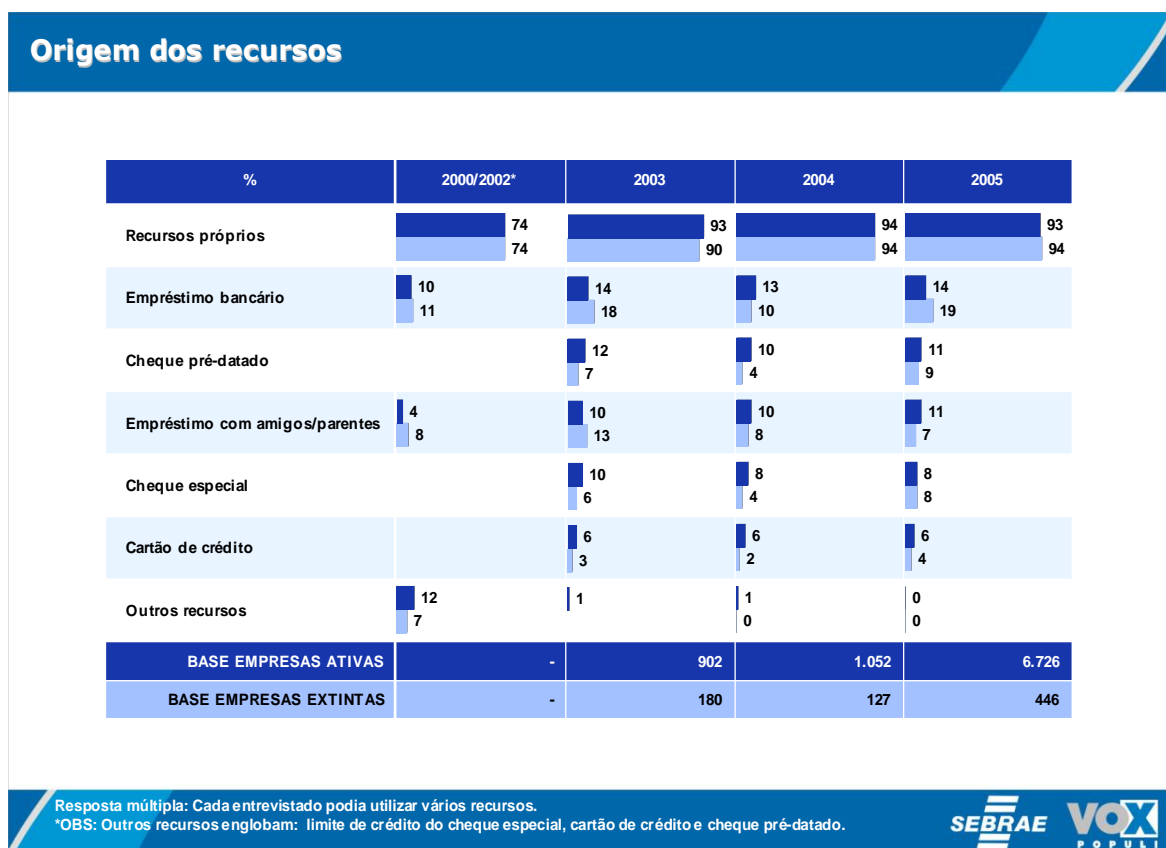 Origem dos recursos
% 2000/2002* 2003 2004 2005
Recursos próprios
74 93 94 93
74 90 94 94
Empréstimo bancário
10 14 13 14
11 18 10 19
Cheque pré-datado
12 10 11
7 4 9
Empréstimo com amigos/parentes
4 10 10 11
8 13 8 7
Cheque especial
10 8 8
6 4 8
Cartão de crédito
6 6 6
3 2 4
Outros recursos
12 1 1 0
7 0 0
BASE EMPRESAS ATIVAS - 902 1.052 6.726
BASE EMPRESAS EXTINTAS - 180 127 446
Resposta múltipla: Cada entrevistado podia utilizar vários recursos.
*OBS: Outros recursos englobam: limite de crédito do cheque especial, cartão de crédito e cheque pré-datado.
SEBRAE
VOX
POPULI